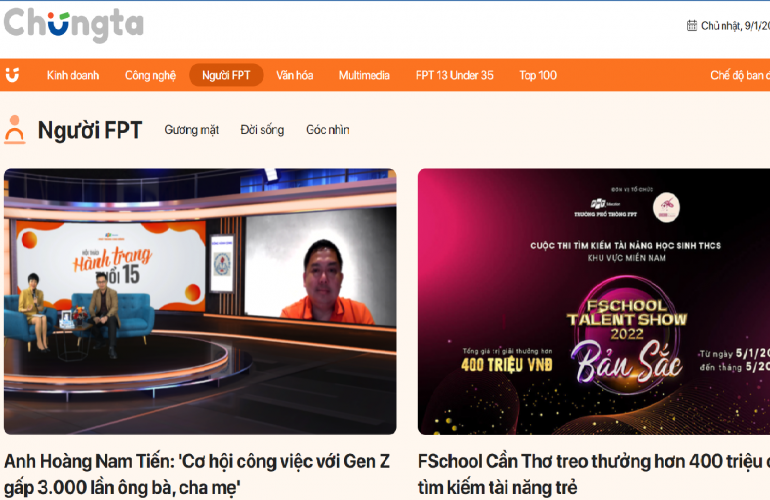 Chúngta
Chủ nhật, 9/1/20
Kinh doanh Công nghệ Người FPT Văn hóa Multimedia FPT 13 Under 35 Top 100 Chế độ ban đ
Người FPT Gương mặt Đời sống Góc nhìn
HỘI THẢO
Hành trang
TUỔI 15
ĐƠN VỊ TỔ CHỨC
FPT Education
TRƯỜNG PHỔ THÔNG FPT
CUỘC THI TÌM KIẾM TÀI NĂNG HỌC SINH THCS
KHU VỰC MIỀN NAM
FSCHOOL
TALENT SHOW
2022
Bản Sắc
Tổng giá trị giải thưởng hơn
400 TRIỆU VNĐ
Từ ngày 5/1/20
đến tháng 5/20
Anh Hoàng Nam Tiến: 'Cơ hội công việc với Gen Z
gấp 3.000 lần ông bà, cha mẹ'
FSchool Cần Thơ treo thưởng hơn 400 triệu
tìm kiếm tài năng trẻ